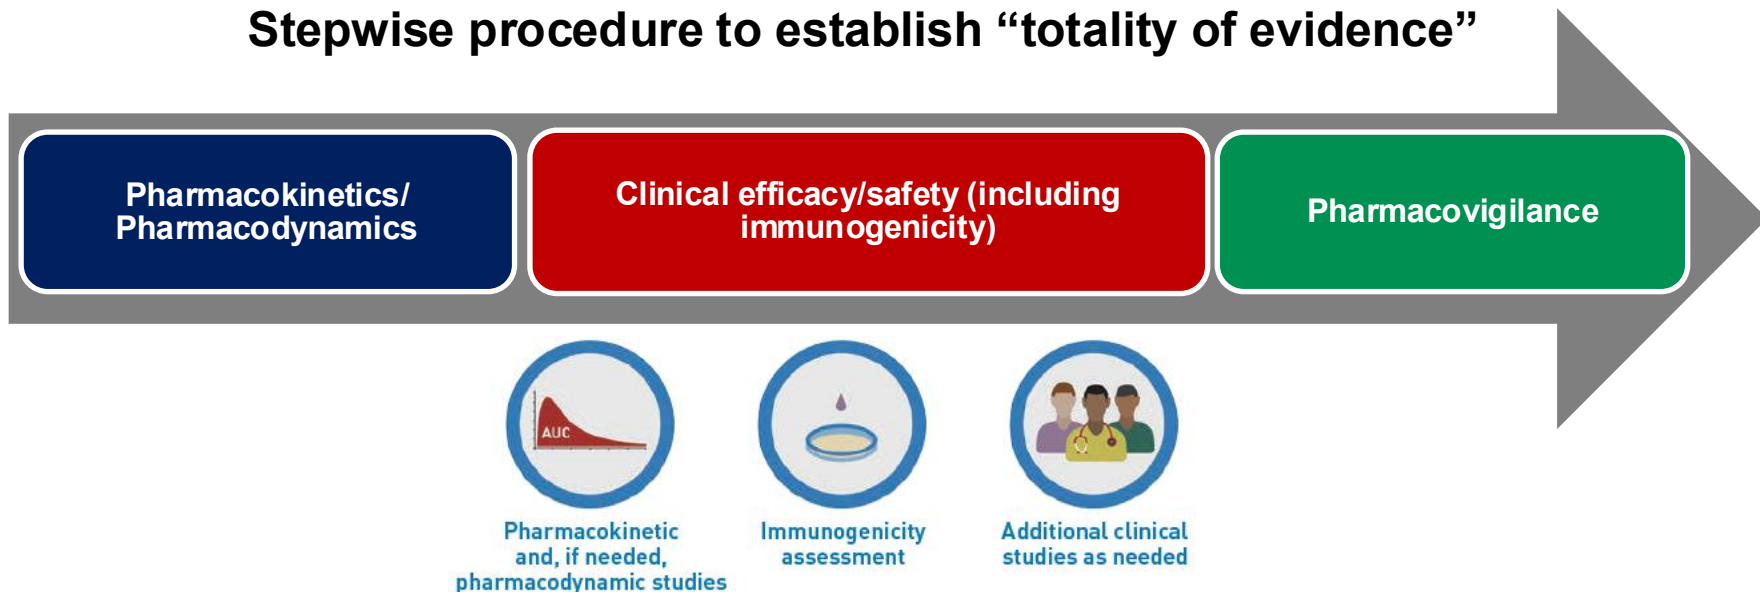 Stepwise procedure to establish “totality of evidence”
Pharmacokinetics/
Pharmacodynamics
Clinical efficacy/safety (including
immunogenicity)
Pharmacovigilance
AUC
Pharmacokinetic
and, if needed,
pharmacodynamic studies
Immunogenicity
assessment
Additional clinical
studies as needed